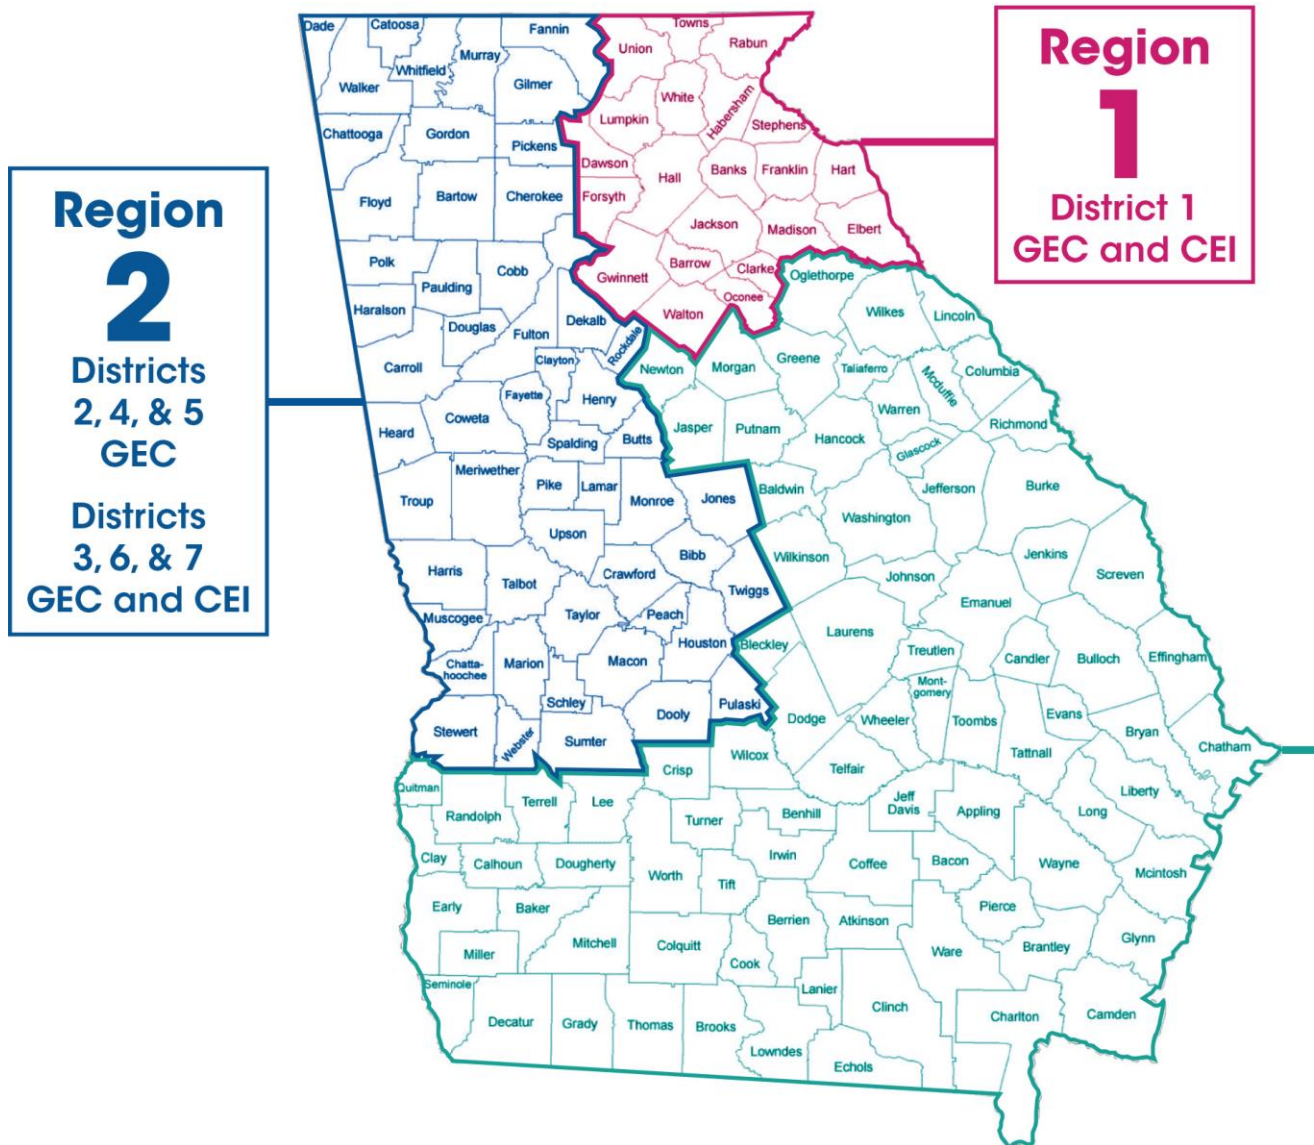 Region
1
District 1
GEC and CEI
Region
2
Districts
2, 4, & 5
GEC
Districts
3, 6, & 7
GEC and CEI
Dade
Catoosa
Fannin
Whitfield
Murray
Walker
Gilmer
Chattooga
Gordon
Pickens
Floyd
Bartow
Cherokee
Polk
Paulding
Cobb
Haralson
Douglas
Fulton
Dekalb
Rockdale
Carroll
Clayton
Fayette
Henry
Heard
Coweta
Spalding
Butts
Troup
Meriwether
Pike
Lamar
Monroe
Jones
Upson
Bibb
Harris
Talbot
Crawford
Twiggs
Muscogee
Taylor
Peach
Houston
Chatta-
hoochee
Marion
Macon
Schley
Dooly
Pulaski
Stewert
Webster
Sumter
Towns
Union
Rabun
White
Habersham
Lumpkin
Stephens
Dawson
Hall
Banks
Franklin
Hart
Forsyth
Jackson
Madison
Elbert
Gwinnett
Barrow
Clarke
Oconee
Walton
Oglethorpe
Wilkes
Lincoln
Newton
Morgan
Greene
Taliaferro
Mcduffie
Columbia
Jasper
Putnam
Hancock
Warren
Glascock
Richmond
Baldwin
Washington
Jefferson
Burke
Wilkinson
Johnson
Jenkins
Screven
Emanuel
Bleckley
Laurens
Treutlen
Candler
Bulloch
Effingham
Mont-
gomery
Dodge
Wheeler
Toombs
Evans
Bryan
Tattnall
Chatham
Wilcox
Crisp
Telfair
Quitman
Randolph
Terrell
Lee
Turner
Benhill
Jeff
Davis
Appling
Long
Liberty
Clay
Calhoun
Dougherty
Worth
Tift
Irwin
Coffee
Bacon
Wayne
Mcintosh
Early
Baker
Pierce
Miller
Mitchell
Colquitt
Berrien
Atkinson
Ware
Brantley
Glynn
Cook
Seminole
Lanier
Clinch
Decatur
Grady
Thomas
Brooks
Charlton
Camden
Lowndes
Echols